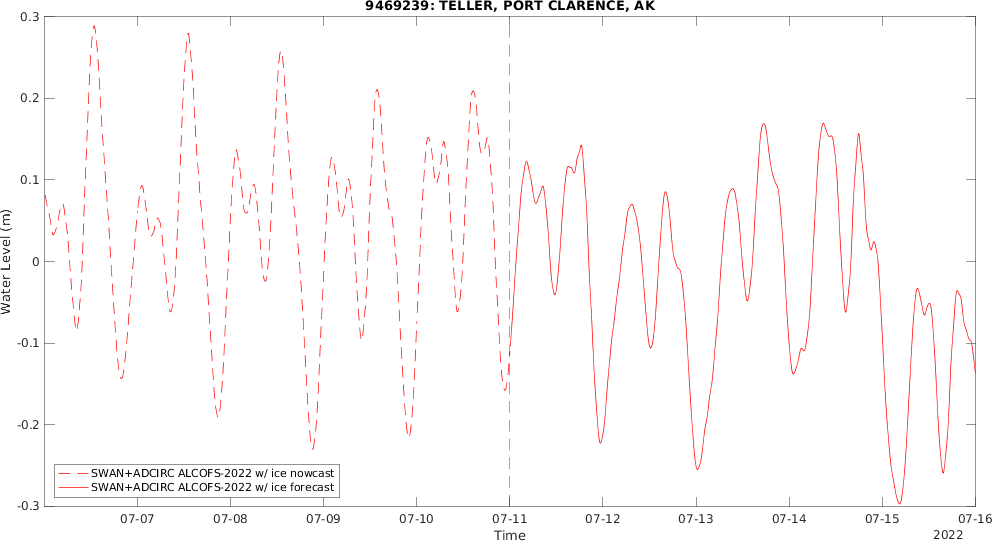 9469239: TELLER, PORT CLARENCE, AK
0.3
0.2
0.1
0
-0.1
-0.2
-0.3
Water Level (m)
SWAN+ADCIRC ALCOFS-2022 w/ ice nowcast
SWAN+ADCIRC ALCOFS-2022 w/ ice forecast
07-07 07-08 07-09 07-10 07-11 07-12 07-13 07-14 07-15 07-16
Time
2022